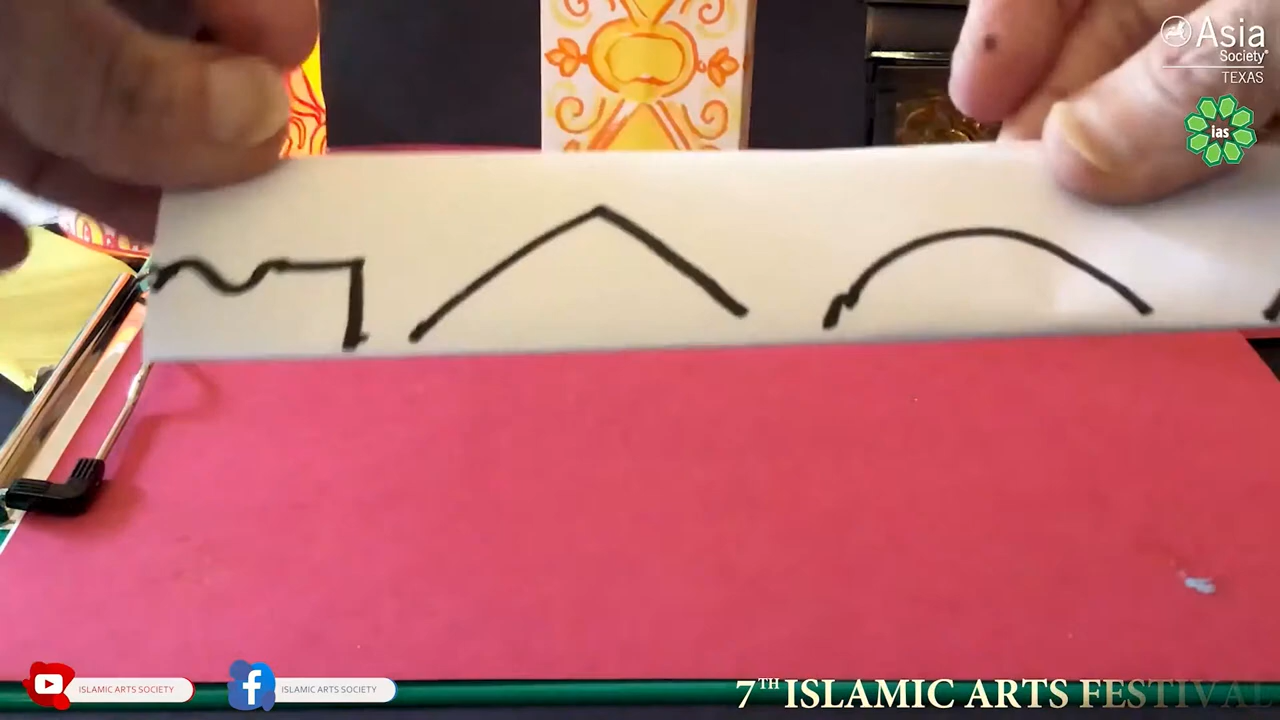 Asia
Society®
TEXAS
ias
ISLAMIC ARTS SOCIETY
ISLAMIC ARTS SOCIETY
7TH ISLAMIC ARTS FESTIVAL